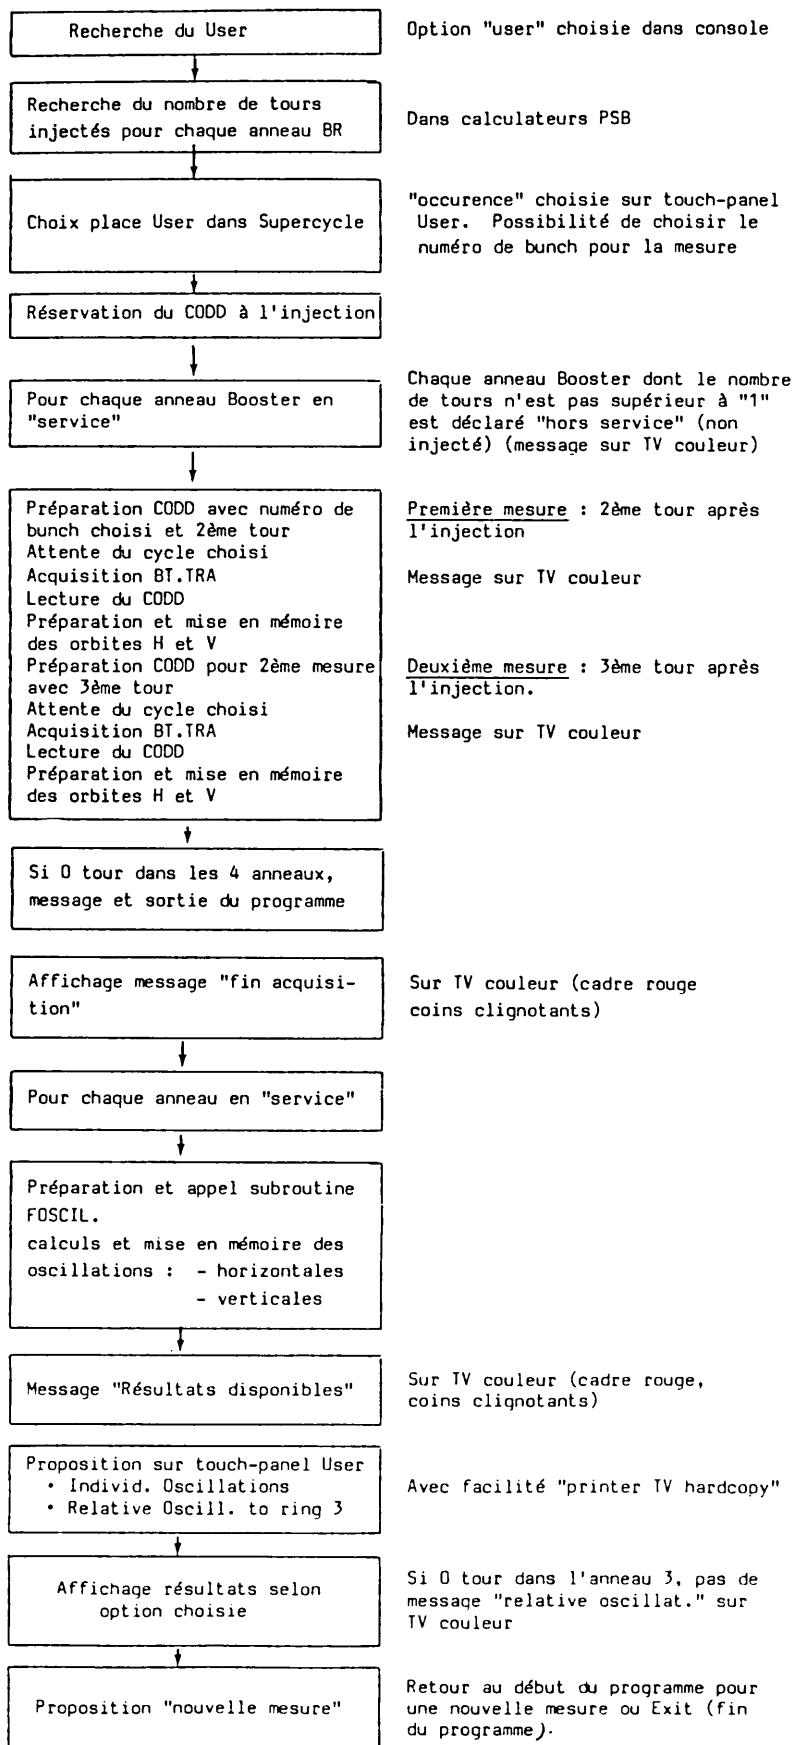 Recherche du User
Option "user" choisie dans console
Recherche du nombre de tours
injectés pour chaque anneau BR
Dans calculateurs PSB
Choix place User dans Supercycle
"occurence" choisie sur touch-panel
User. Possibilité de choisir le
numéro de bunch pour la mesure
Réservation du CODD à l'injection
Pour chaque anneau Booster en
"service"
Chaque anneau Booster dont le nombre
de tours n'est pas supérieur à "1"
est déclaré "hors service" (non
injecté) (message sur TV couleur)
Préparation CODD avec numéro de
bunch choisi et 2ème tour
Attente du cycle choisi
Acquisition BT.TRA
Lecture du CODD
Préparation et mise en mémoire
des orbites H et V
Préparation CODD pour 2ème mesure
avec 3ème tour
Attente du cycle choisi
Acquisition BT.TRA
Lecture du CODD
Préparation et mise en mémoire
des orbites H et V
Première mesure : 2ème tour après
l'injection
Message sur TV couleur
Deuxième mesure : 3ème tour après
l'injection.
Message sur TV couleur
Si 0 tour dans les 4 anneaux,
message et sortie du programme
Affichage message "fin acquisi-
tion"
Sur TV couleur (cadre rouge
coins clignotants)
Pour chaque anneau en "service"
Préparation et appel subroutine
FOSCIL.
calculs et mise en mémoire des
oscillations : - horizontales
- verticales
Message "Résultats disponibles"
Sur TV couleur (cadre rouge,
coins clignotants)
Proposition sur touch-panel User
• Individ. Oscillations
• Relative Oscill. to ring 3
Avec facilité "printer TV hardcopy"
Affichage résultats selon
option choisie
Si 0 tour dans l'anneau 3, pas de
message "relative oscillat." sur
TV couleur
Proposition "nouvelle mesure"
Retour au début du programme pour
une nouvelle mesure ou Exit (fin
du programme).